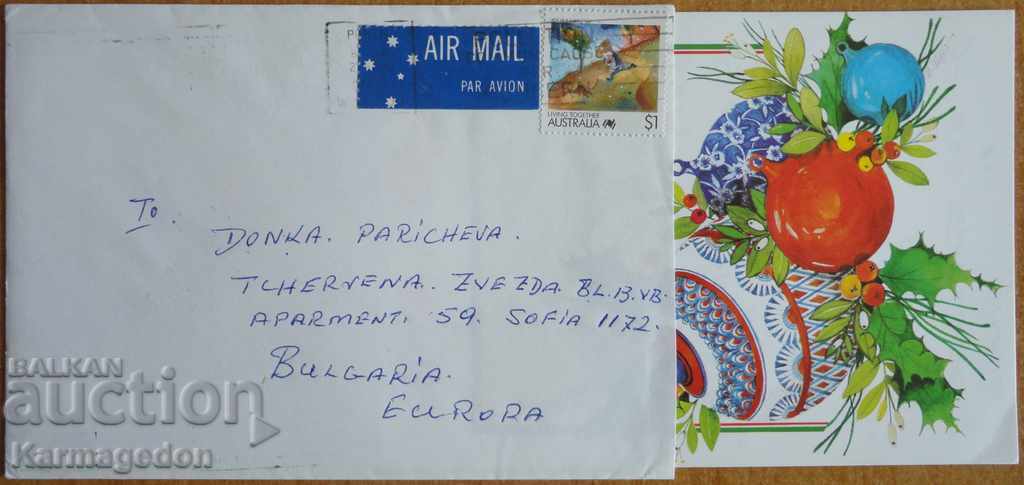 AIR MAIL
PAR AVION
LIVING TOGETHER
AUSTRALIA $1
To.
DONKA. PARICHEVA.
TCHERVENA. ZVEZDA. BL.13.VB.
APARMENT. 59. SOFIA 1172.
BULGARIA.
EUROPA
BALKAN
auction
Karmagedon